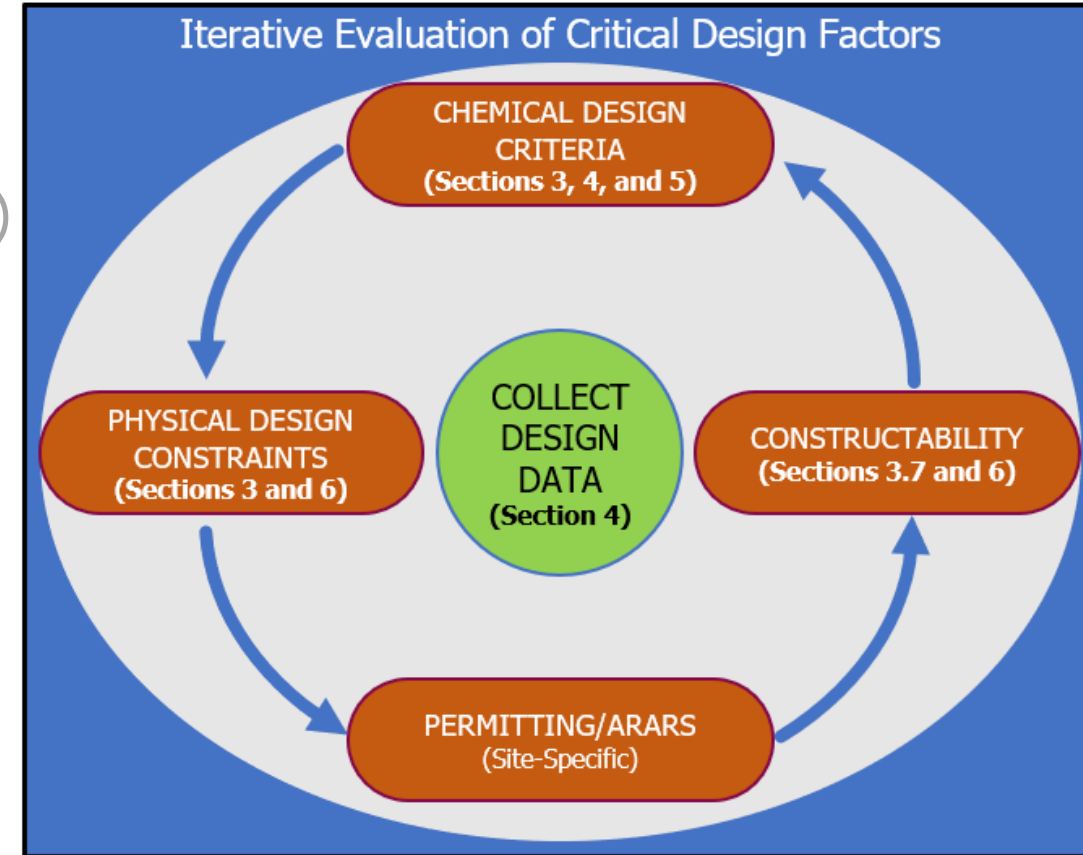 Iterative Evaluation of Critical Design Factors
CHEMICAL DESIGN
CRITERIA
(Sections 3, 4, and 5)
PHYSICAL DESIGN
CONSTRAINTS
(Sections 3 and 6)
COLLECT
DESIGN
DATA
(Section 4)
CONSTRUCTABILITY
(Sections 3.7 and 6)
PERMITTING/ARARS
(Site-Specific)